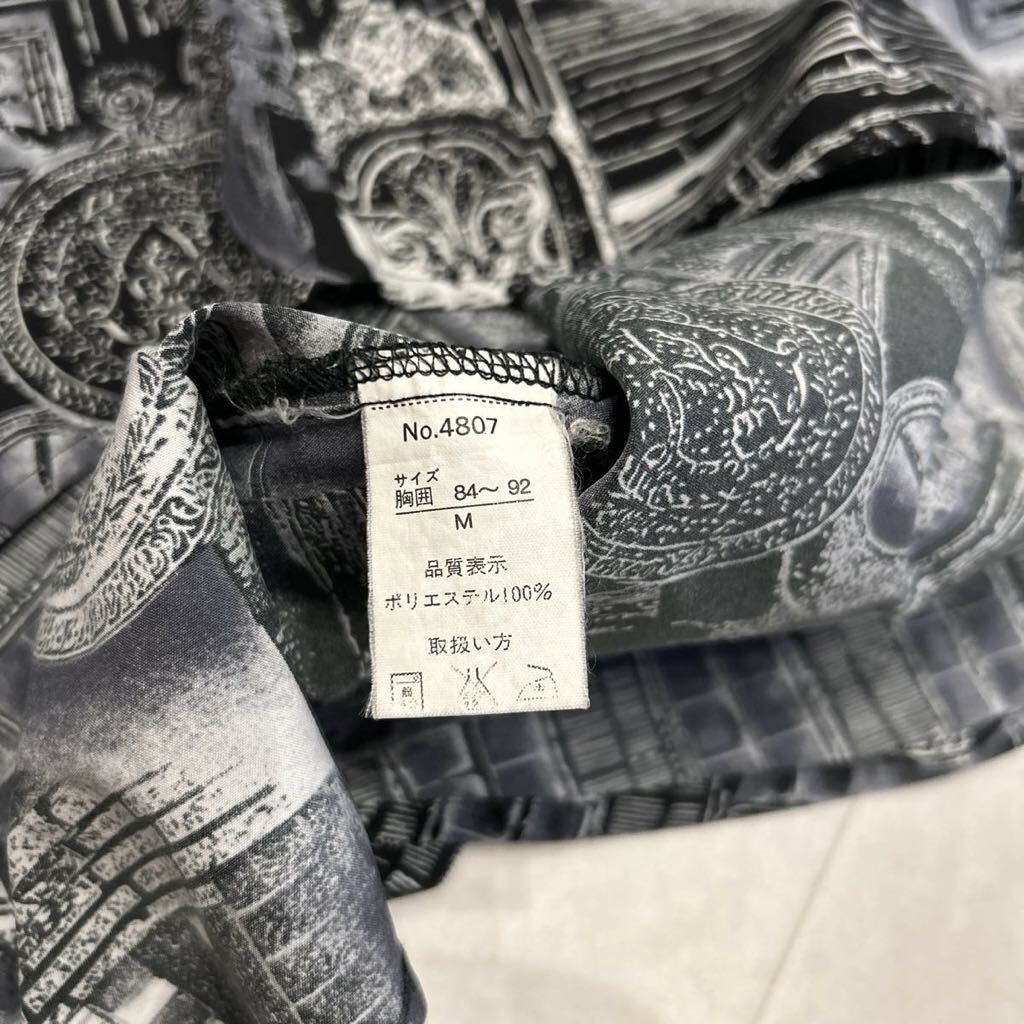 No.4807
サイズ
胸囲 84～92
M
品質表示
ポリエステル100%
取扱い方